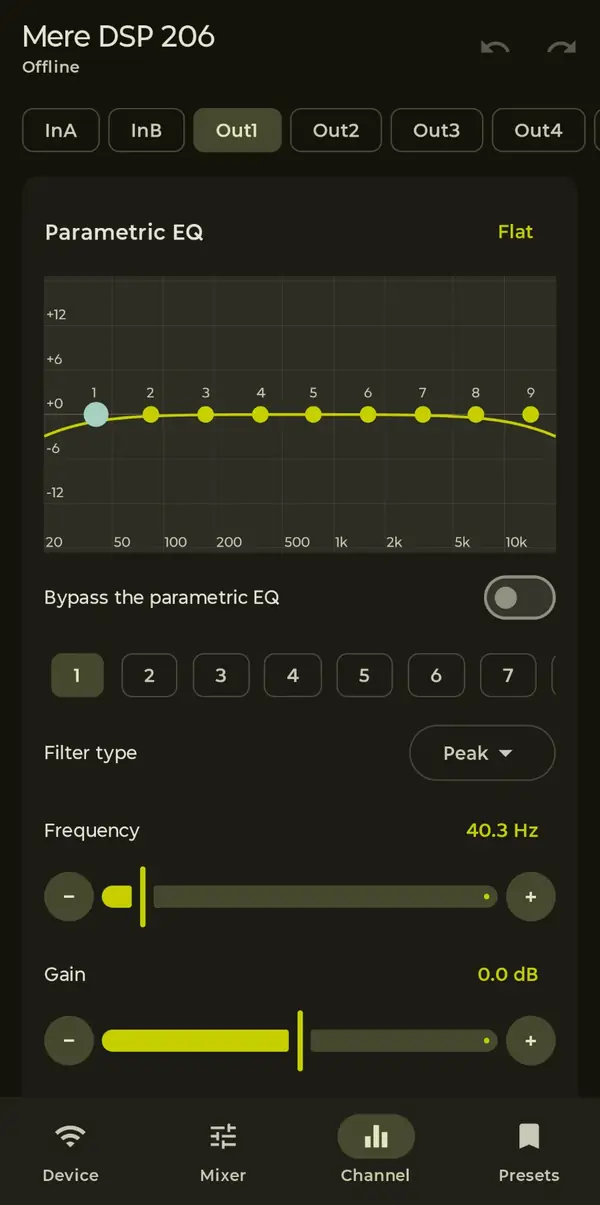 Mere DSP 206
Offline
InA InB Out1 Out2 Out3 Out4
Parametric EQ Flat
+12
+6
+0
-6
-12
1 2 3 4 5 6 7 8 9
20 50 100 200 500 1k 2k 5k 10k
Bypass the parametric EQ
1 2 3 4 5 6 7
Filter type Peak
Frequency 40.3 Hz
− +
Gain 0.0 dB
− +
Device Mixer Channel Presets